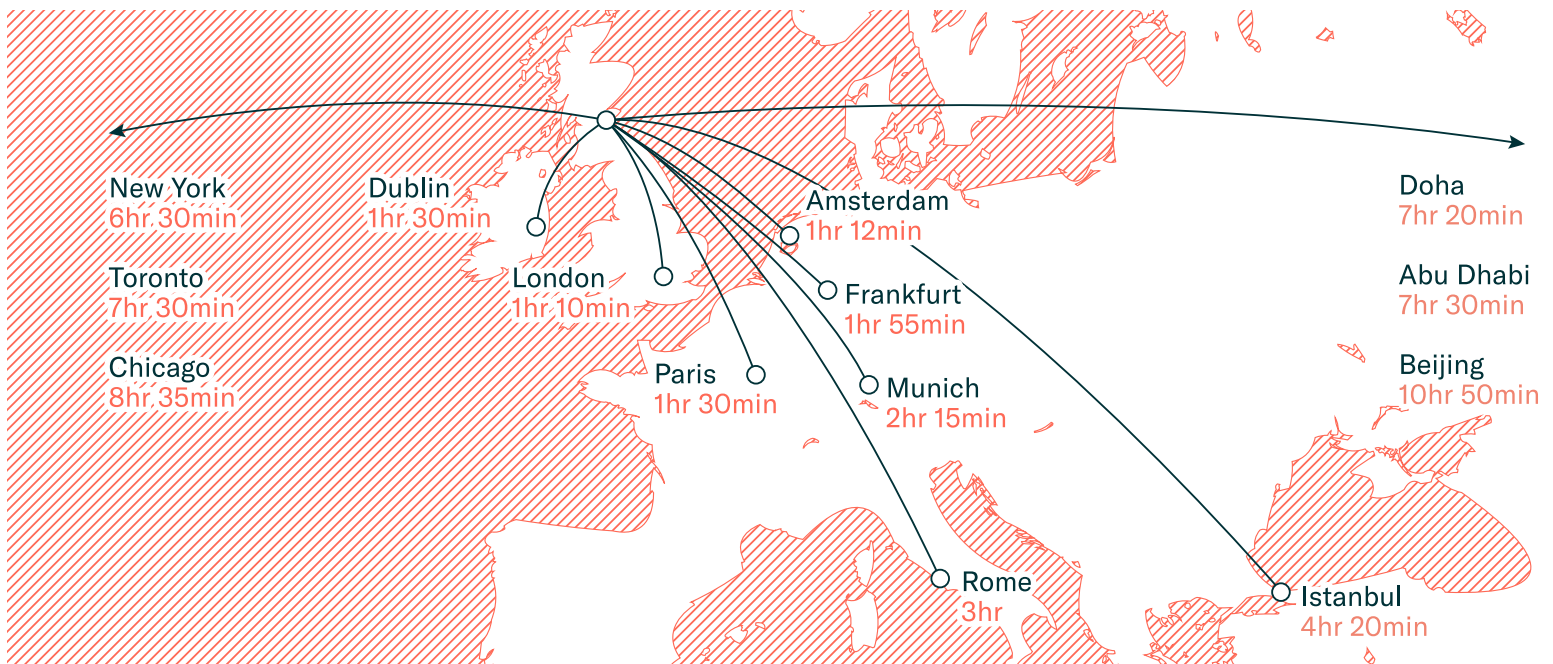 New York
6hr 30min
Toronto
7hr 30min
Chicago
8hr 35min
Dublin
1hr 30min
London
1hr 10min
Paris
1hr 30min
Amsterdam
1hr 12min
Frankfurt
1hr 55min
Munich
2hr 15min
Rome
3hr
Istanbul
4hr 20min
Doha
7hr 20min
Abu Dhabi
7hr 30min
Beijing
10hr 50min